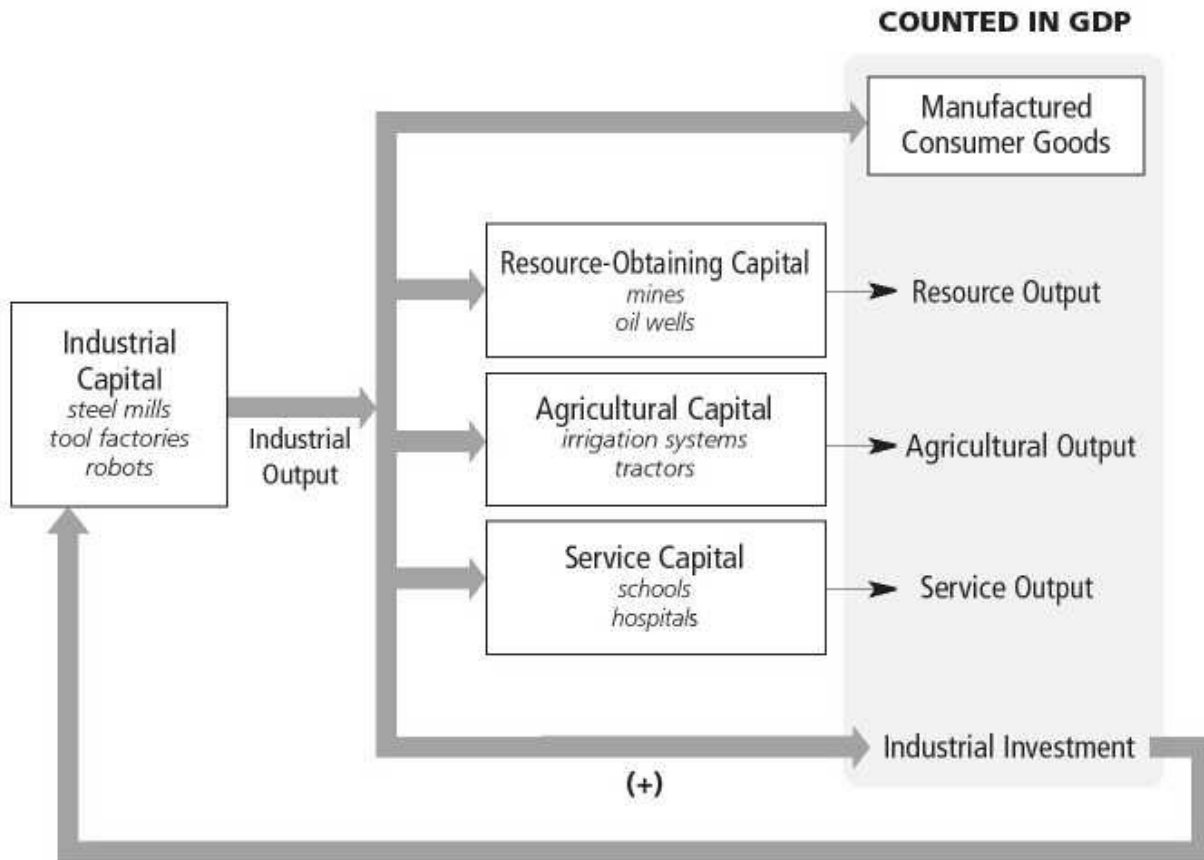 COUNTED IN GDP
Manufactured
Consumer Goods
Resource-Obtaining Capital
mines
oil wells
Resource Output
Industrial
Capital
steel mills
tool factories
robots
Industrial
Output
Agricultural Capital
irrigation systems
tractors
Agricultural Output
Service Capital
schools
hospitals
Service Output
Industrial Investment
(+)